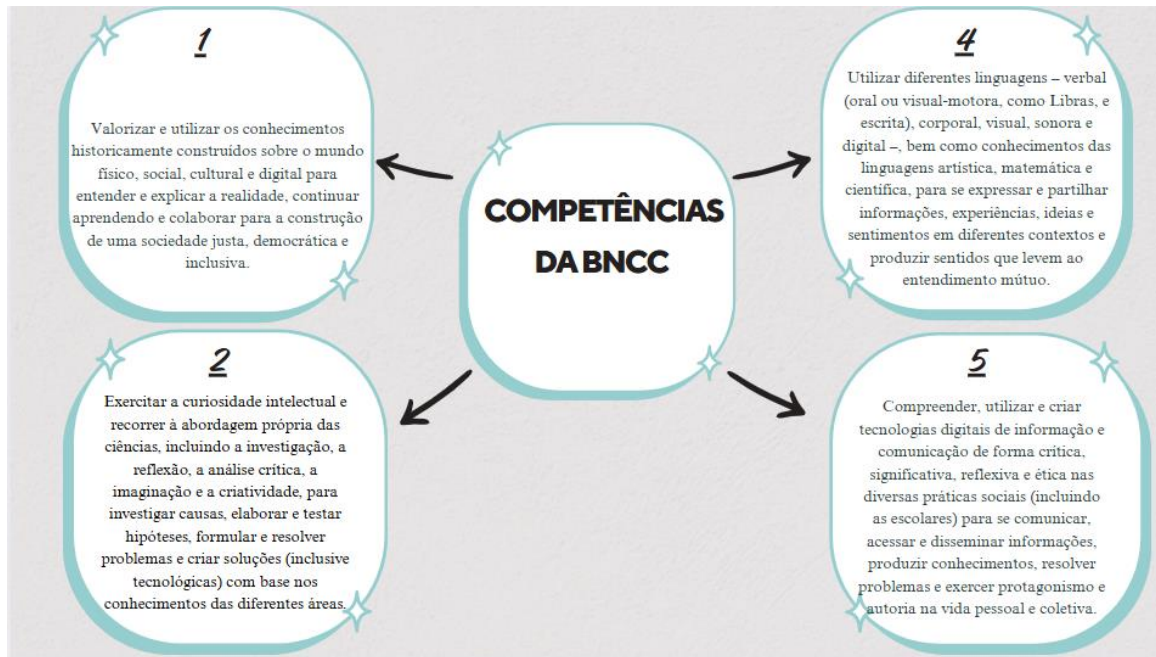 COMPETÊNCIAS
DA BNCC
1
Valorizar e utilizar os conhecimentos
historicamente construídos sobre o mundo
físico, social, cultural e digital para
entender e explicar a realidade, continuar
aprendendo e colaborar para a construção
de uma sociedade justa, democrática e
inclusiva.
2
Exercitar a curiosidade intelectual e
recorrer à abordagem própria das
ciências, incluindo a investigação, a
reflexão, a análise crítica, a
imaginação e a criatividade, para
investigar causas, elaborar e testar
hipóteses, formular e resolver
problemas e criar soluções (inclusive
tecnológicas) com base nos
conhecimentos das diferentes áreas.
4
Utilizar diferentes linguagens – verbal
(oral ou visual-motora, como Libras, e
escrita), corporal, visual, sonora e
digital –, bem como conhecimentos das
linguagens artística, matemática e
científica, para se expressar e partilhar
informações, experiências, ideias e
sentimentos em diferentes contextos e
produzir sentidos que levem ao
entendimento mútuo.
5
Compreender, utilizar e criar
tecnologias digitais de informação e
comunicação de forma crítica,
significativa, reflexiva e ética nas
diversas práticas sociais (incluindo
as escolares) para se comunicar,
acessar e disseminar informações,
produzir conhecimentos, resolver
problemas e exercer protagonismo e
autoria na vida pessoal e coletiva.